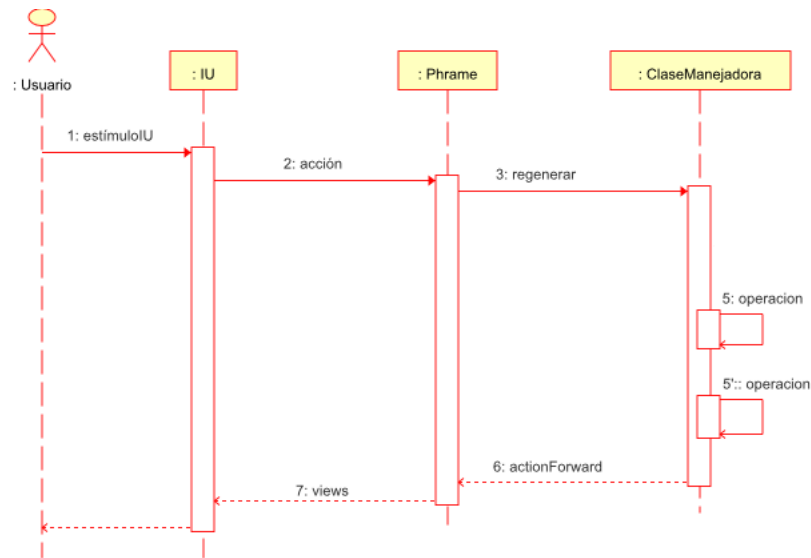 : Usuario
: IU
: Phrame
: ClaseManejadora
1: estímuloIU
2: acción
3: regenerar
5: operacion
5':: operacion
6: actionForward
7: views